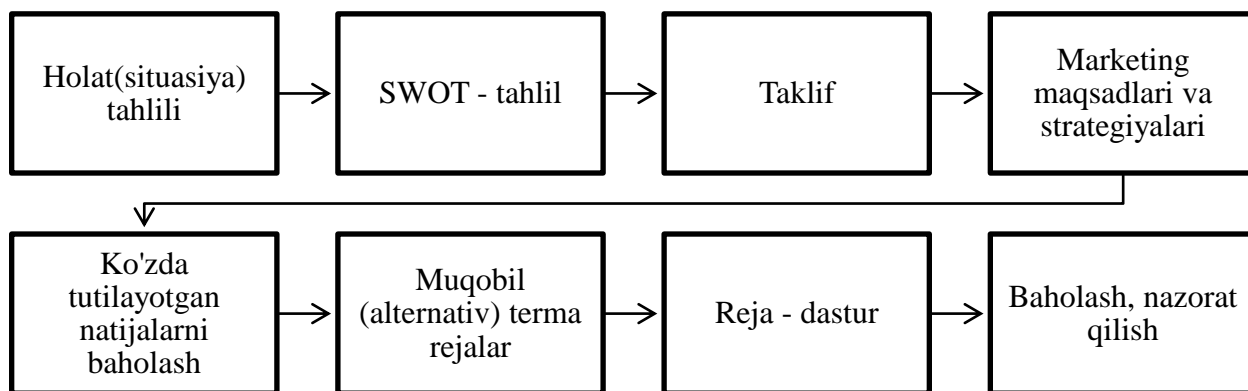 Holat(situasiya)
tahlili
SWOT - tahlil
Taklif
Marketing
maqsadlari va
strategiyalari
Ko'zda
tutilayotgan
natijalarni
baholash
Muqobil
(alternativ) terma
rejalar
Reja - dastur
Baholash, nazorat
qilish